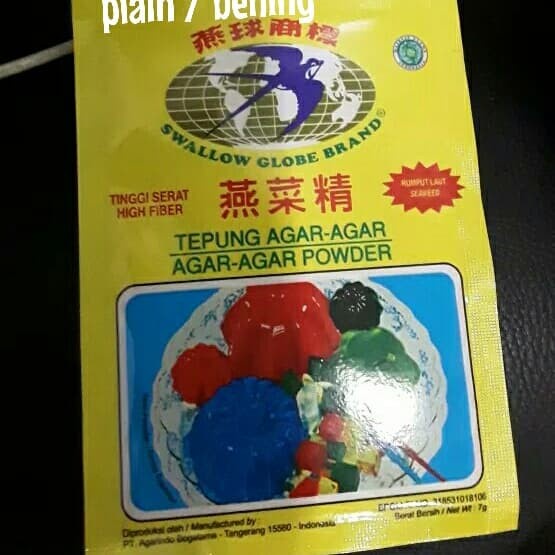 plain / bening
燕球商標
SWALLOW GLOBE BRAND®
TINGGI SERAT
HIGH FIBER
燕菜精
RUMPUT LAUT
SEAWEED
TEPUNG AGAR-AGAR
AGAR-AGAR POWDER
Diproduksi oleh / Manufactured by :
PT. Agarindo Bogatama - Tangerang 15560 - Indonesia
318531018106
Berat Bersih / Net Wt : 7g